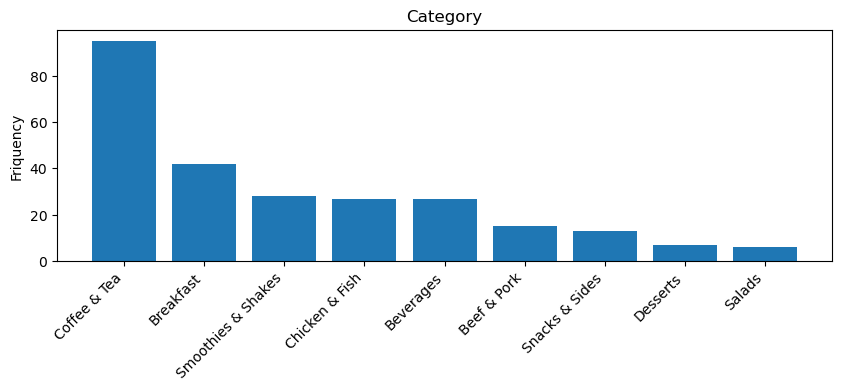 Category
Friquency
80
60
40
20
0
Coffee & Tea
Breakfast
Smoothies & Shakes
Chicken & Fish
Beverages
Beef & Pork
Snacks & Sides
Desserts
Salads